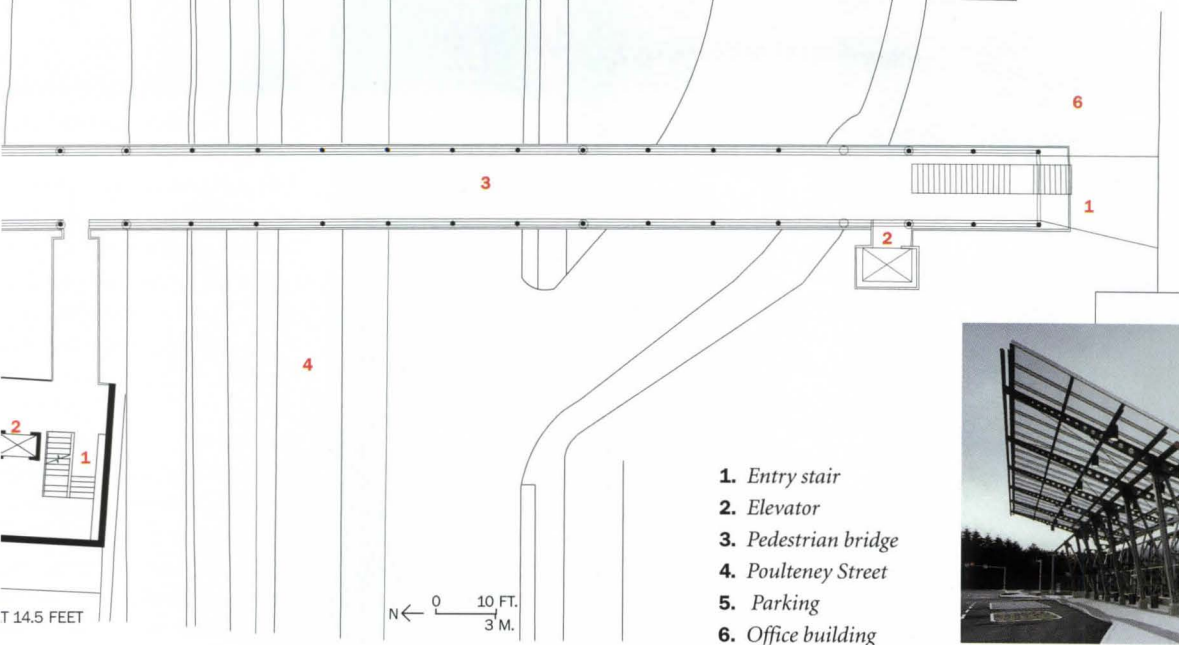 6
3
1
2
4
2
1
T 14.5 FEET
N 0 10 FT.
3 M.
1. Entry stair
2. Elevator
3. Pedestrian bridge
4. Poulteney Street
5. Parking
6. Office building